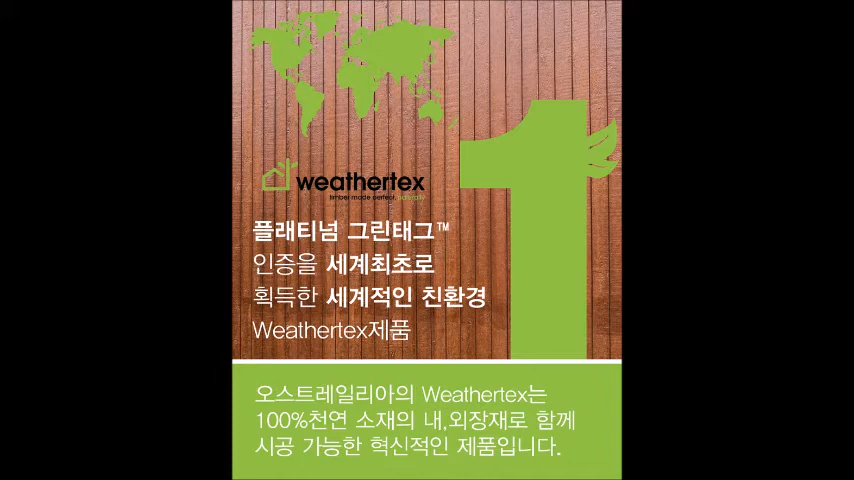 1
weathertex
timber made perfect, naturally
플래티넘 그린태그™
인증을 세계최초로
획득한 세계적인 친환경
Weathertex제품
오스트레일리아의 Weathertex는
100%천연 소재의 내,외장재로 함께
시공 가능한 혁신적인 제품입니다.